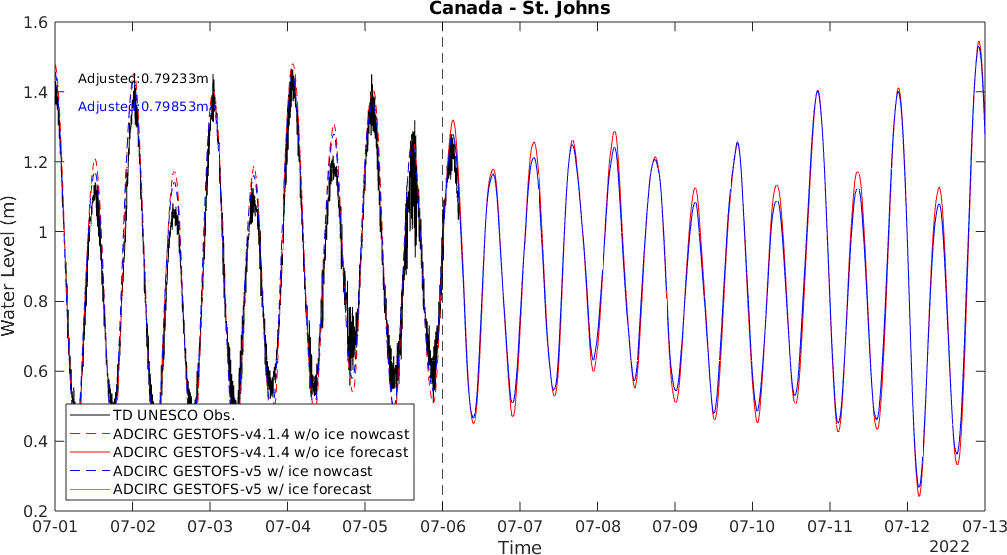 Canada - St. Johns
1.6
1.4
1.2
1
0.8
0.6
0.4
0.2
Water Level (m)
Adjusted:0.79233m
Adjusted:0.79853m
TD UNESCO Obs.
ADCIRC GESTOFS-v4.1.4 w/o ice nowcast
ADCIRC GESTOFS-v4.1.4 w/o ice forecast
ADCIRC GESTOFS-v5 w/ ice nowcast
ADCIRC GESTOFS-v5 w/ ice forecast
07-01 07-02 07-03 07-04 07-05 07-06 07-07 07-08 07-09 07-10 07-11 07-12 07-13
Time
2022